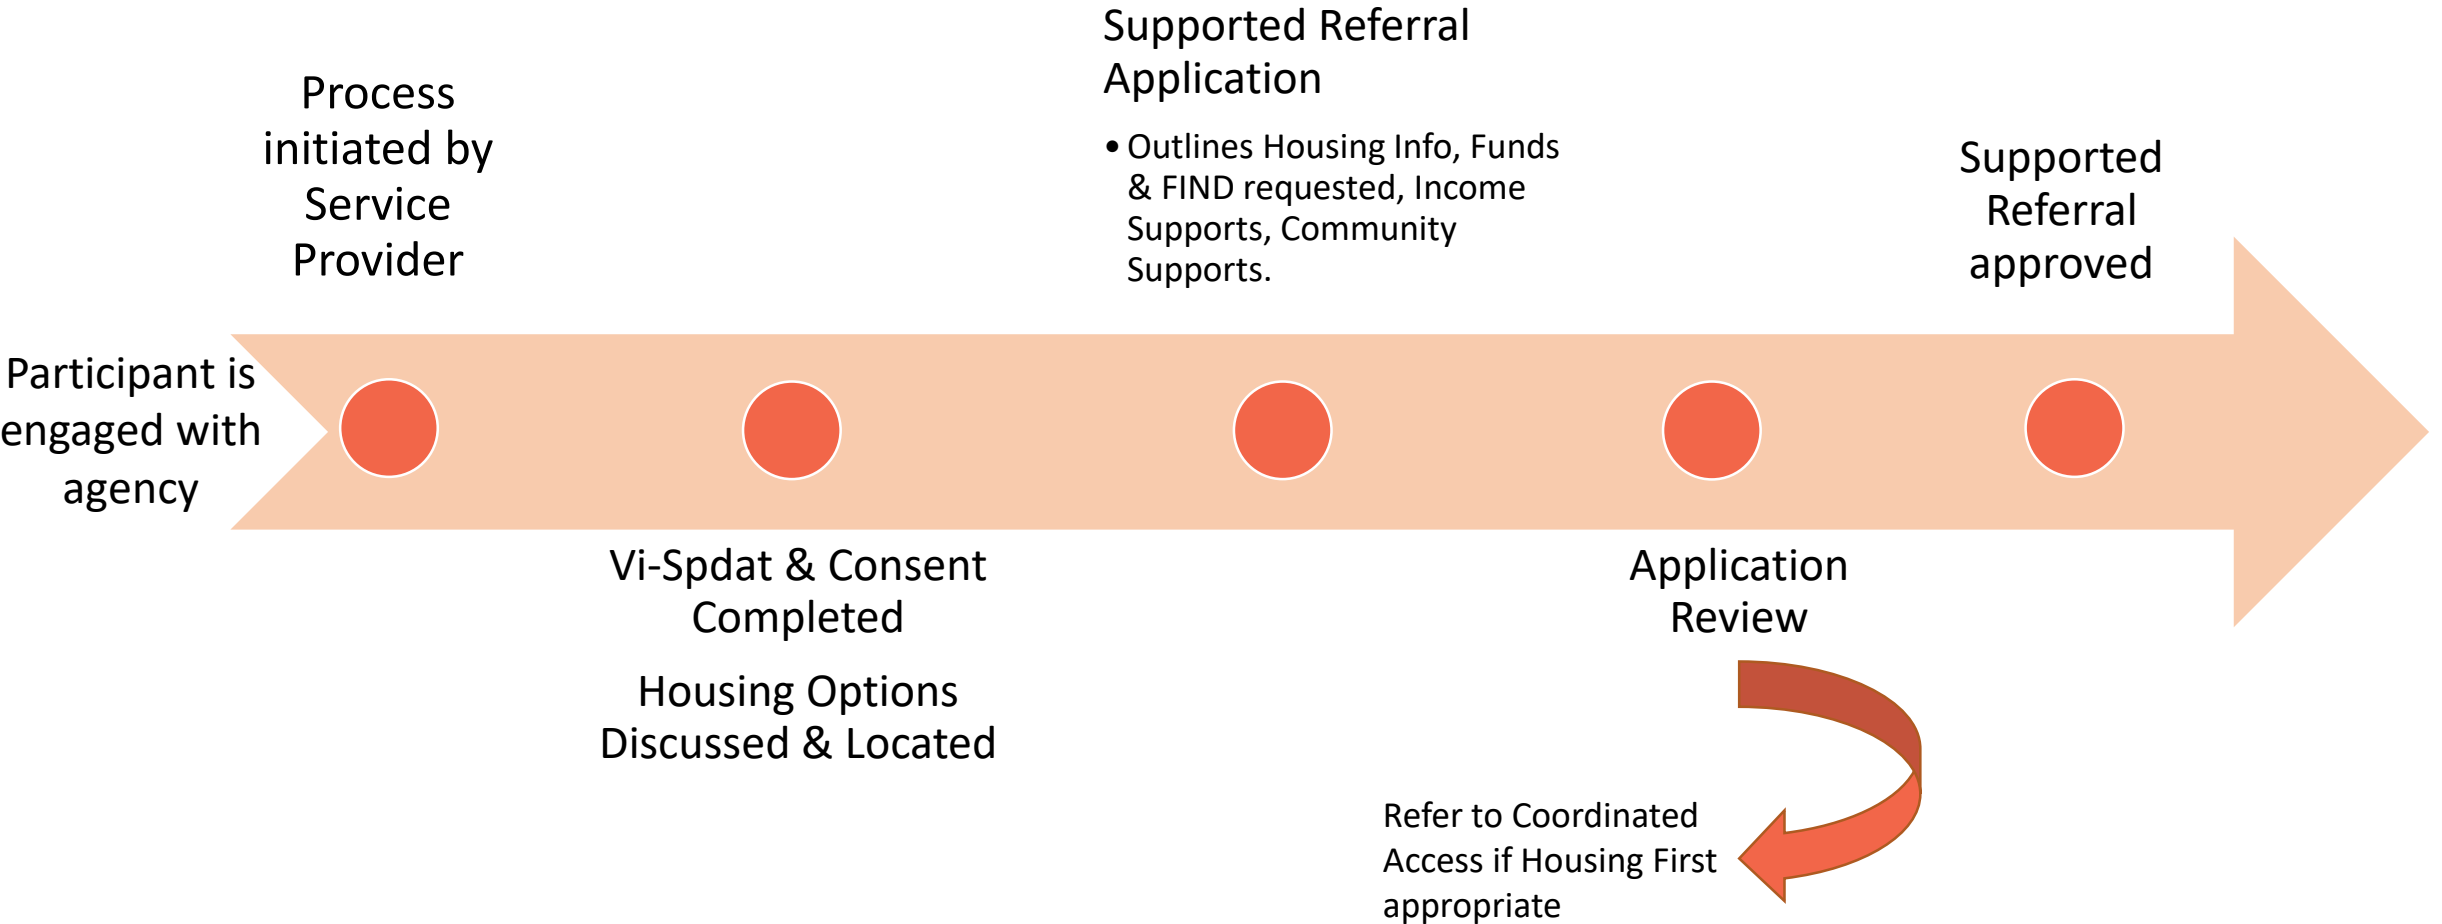 Participant is
engaged with
agency
Process
initiated by
Service
Provider
Vi-Spdat & Consent
Completed
Housing Options
Discussed & Located
Supported Referral
Application
• Outlines Housing Info, Funds
& FIND requested, Income
Supports, Community
Supports.
Application
Review
Refer to Coordinated
Access if Housing First
appropriate
Supported
Referral
approved